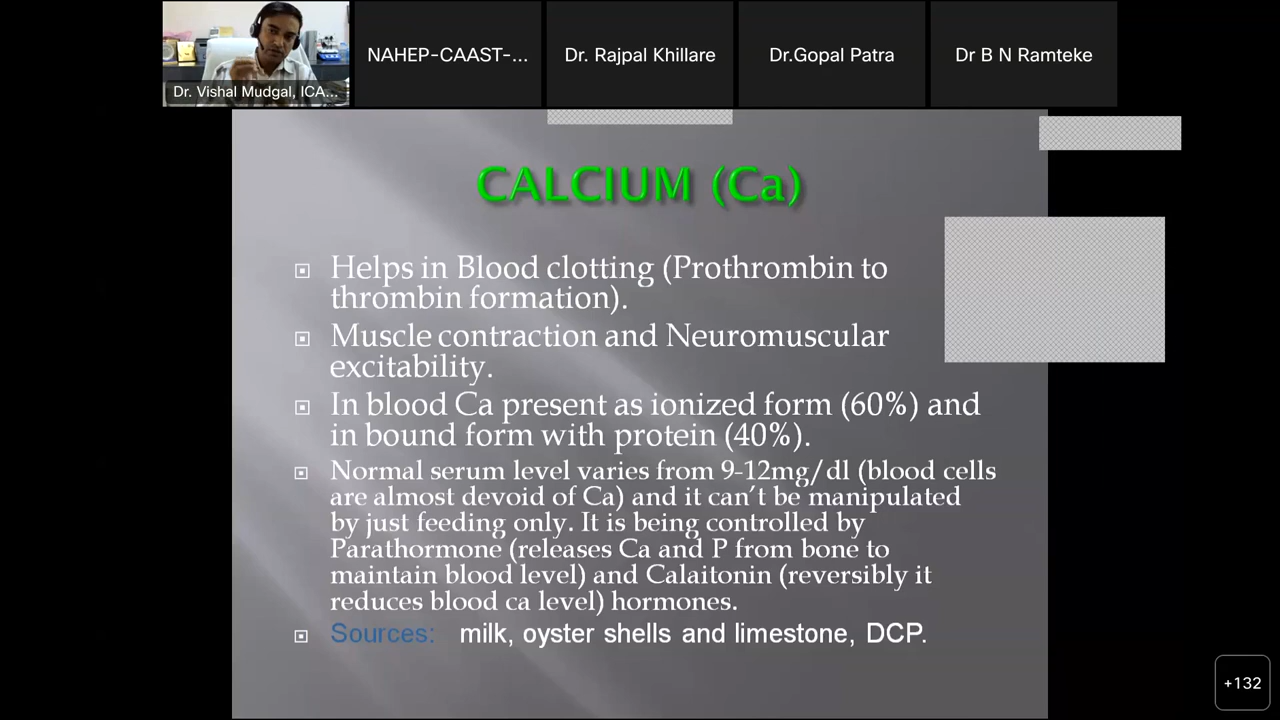 Dr. Vishal Mudgal, ICA...
NAHEP-CAAST-...
Dr. Rajpal Khillare
Dr.Gopal Patra
Dr B N Ramteke
CALCIUM (Ca)
Helps in Blood clotting (Prothrombin to
thrombin formation).
Muscle contraction and Neuromuscular
excitability.
In blood Ca present as ionized form (60%) and
in bound form with protein (40%).
Normal serum level varies from 9-12mg/dl (blood cells
are almost devoid of Ca) and it can't be manipulated
by just feeding only. It is being controlled by
Parathormone (releases Ca and P from bone to
maintain blood level) and Calaitonin (reversibly it
reduces blood ca level) hormones.
Sources: milk, oyster shells and limestone, DCP.
+132